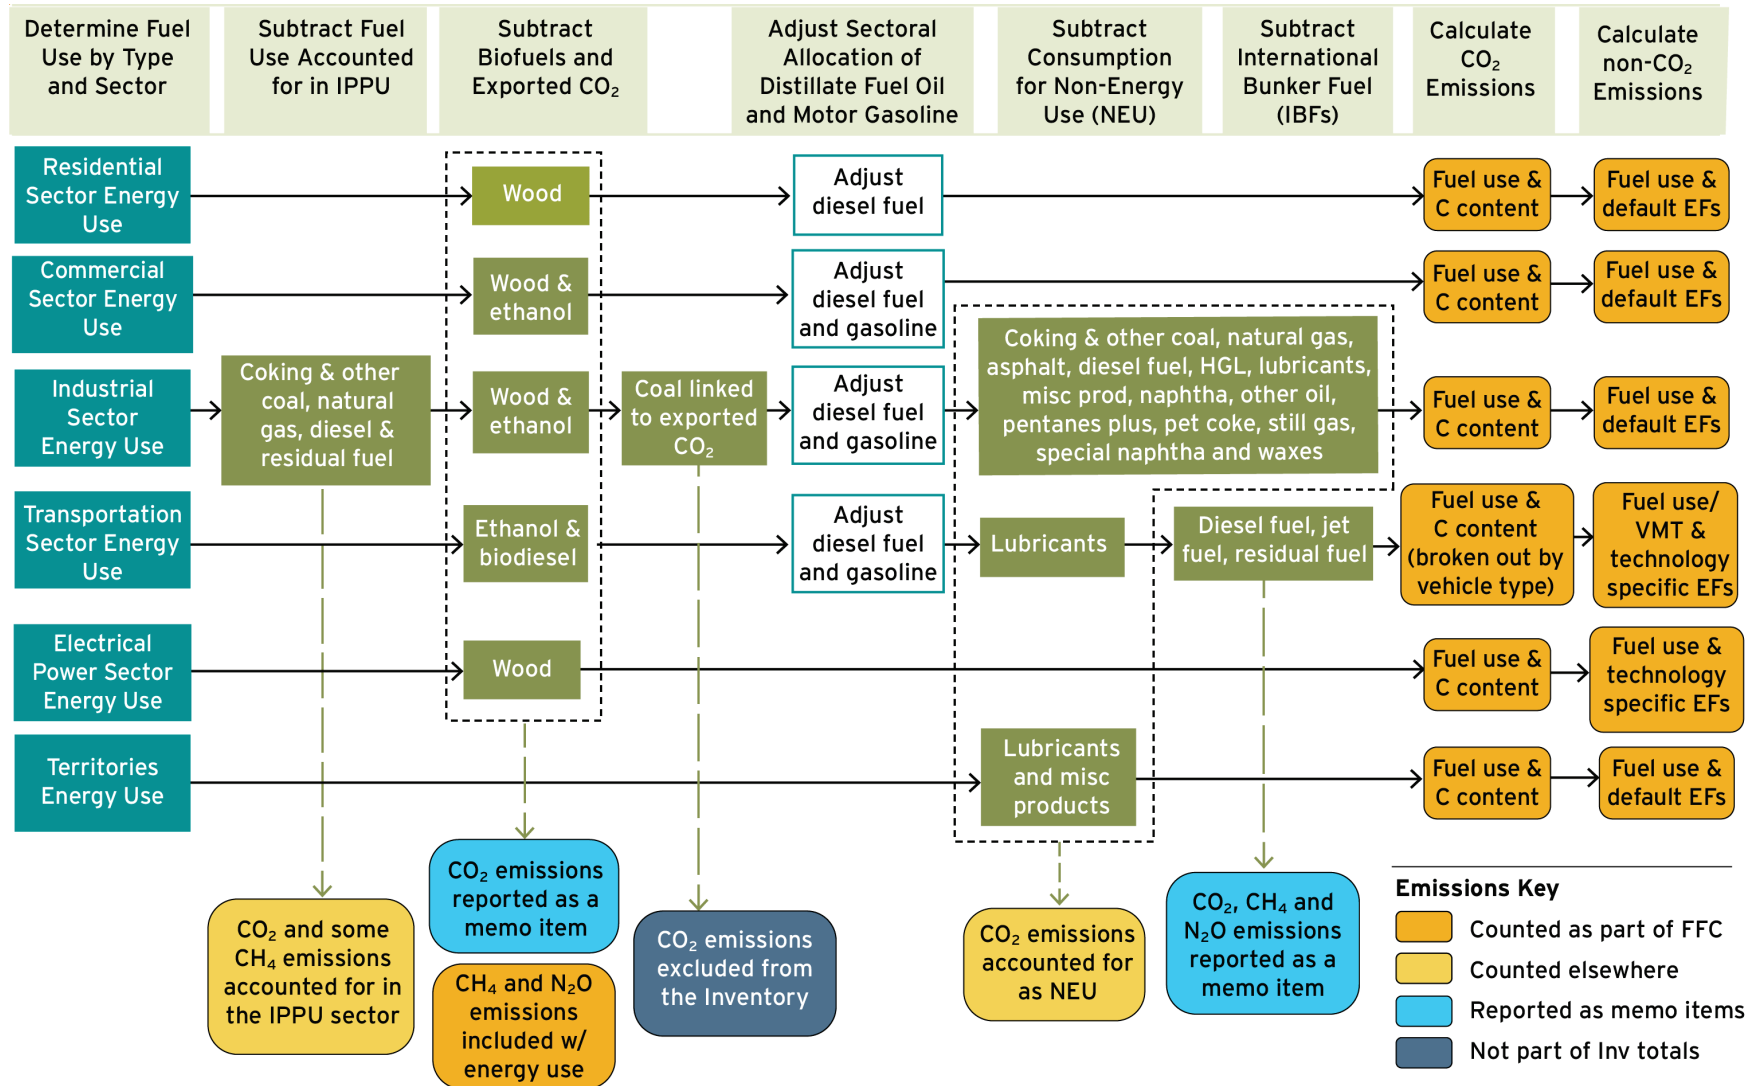 Determine Fuel
Use by Type
and Sector
Subtract Fuel
Use Accounted
for in IPPU
Subtract
Biofuels and
Exported CO₂
Adjust Sectoral
Allocation of
Distillate Fuel Oil
and Motor Gasoline
Subtract
Consumption
for Non-Energy
Use (NEU)
Subtract
International
Bunker Fuel
(IBFs)
Calculate
CO₂
Emissions
Calculate
non-CO₂
Emissions
Residential
Sector Energy
Use
Wood
Adjust
diesel fuel
Fuel use &
C content
Fuel use &
default EFs
Commercial
Sector Energy
Use
Wood &
ethanol
Adjust
diesel fuel
and gasoline
Fuel use &
C content
Fuel use &
default EFs
Industrial
Sector
Energy Use
Coking & other
coal, natural
gas, diesel &
residual fuel
Wood &
ethanol
Coal linked
to exported
CO₂
Adjust
diesel fuel
and gasoline
Coking & other coal, natural gas,
asphalt, diesel fuel, HGL, lubricants,
misc prod, naphtha, other oil,
pentanes plus, pet coke, still gas,
special naphtha and waxes
Fuel use &
C content
Fuel use &
default EFs
Transportation
Sector Energy
Use
Ethanol &
biodiesel
Adjust
diesel fuel
and gasoline
Lubricants
Diesel fuel, jet
fuel, residual fuel
Fuel use &
C content
(broken out by
vehicle type)
Fuel use/
VMT &
technology
specific EFs
Electrical
Power Sector
Energy Use
Wood
Fuel use &
C content
Fuel use &
technology
specific EFs
Territories
Energy Use
Lubricants
and misc
products
Fuel use &
C content
Fuel use &
default EFs
CO₂ and some
CH₄ emissions
accounted for in
the IPPU sector
CO₂ emissions
reported as a
memo item
CH₄ and N₂O
emissions
included w/
energy use
CO₂ emissions
excluded from
the Inventory
CO₂ emissions
accounted for
as NEU
CO₂, CH₄ and
N₂O emissions
reported as a
memo item
Emissions Key
Counted as part of FFC
Counted elsewhere
Reported as memo items
Not part of Inv totals